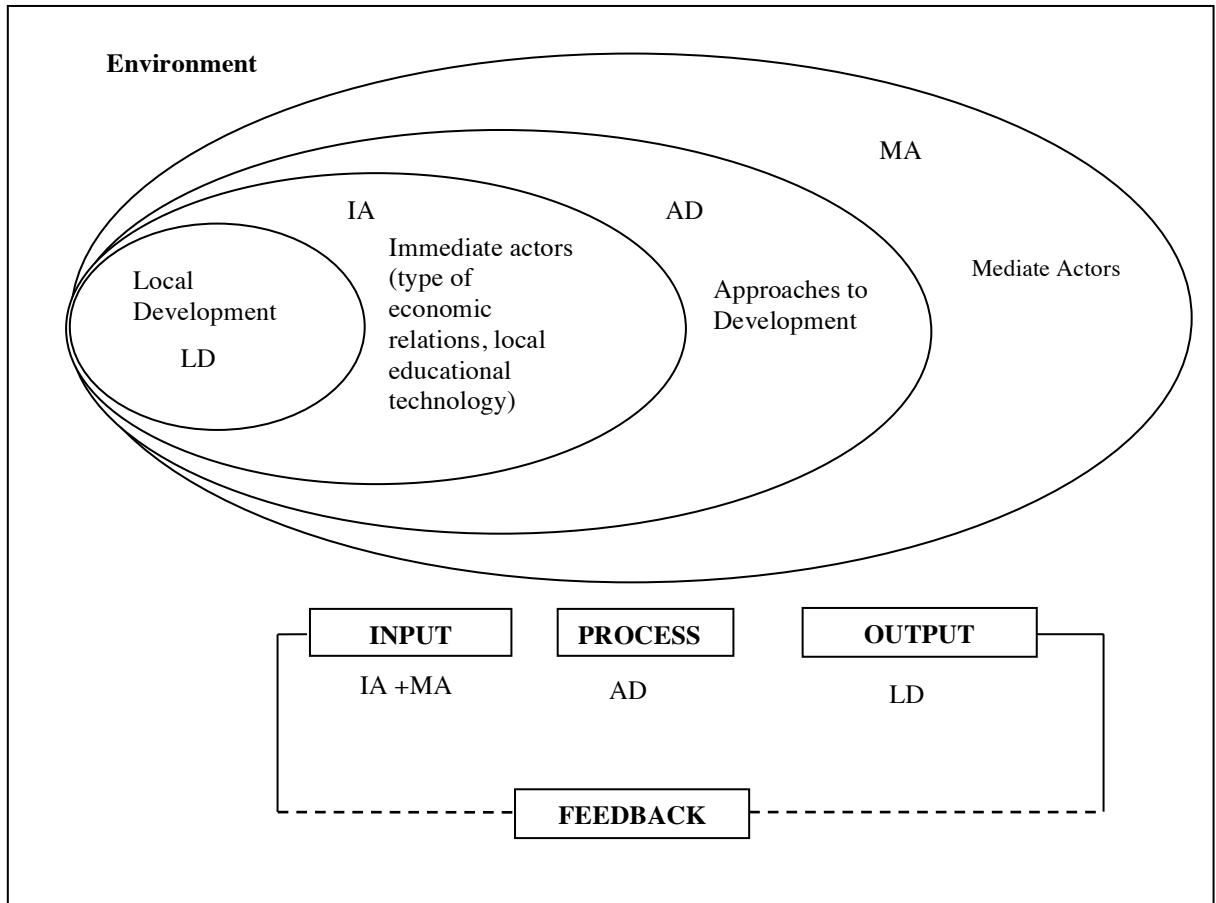 Environment
MA
IA
AD
Immediate actors
(type of
economic
relations, local
educational
technology)
Mediate Actors
Local
Development
LD
Approaches to
Development
INPUT
PROCESS
OUTPUT
IA +MA
AD
LD
FEEDBACK